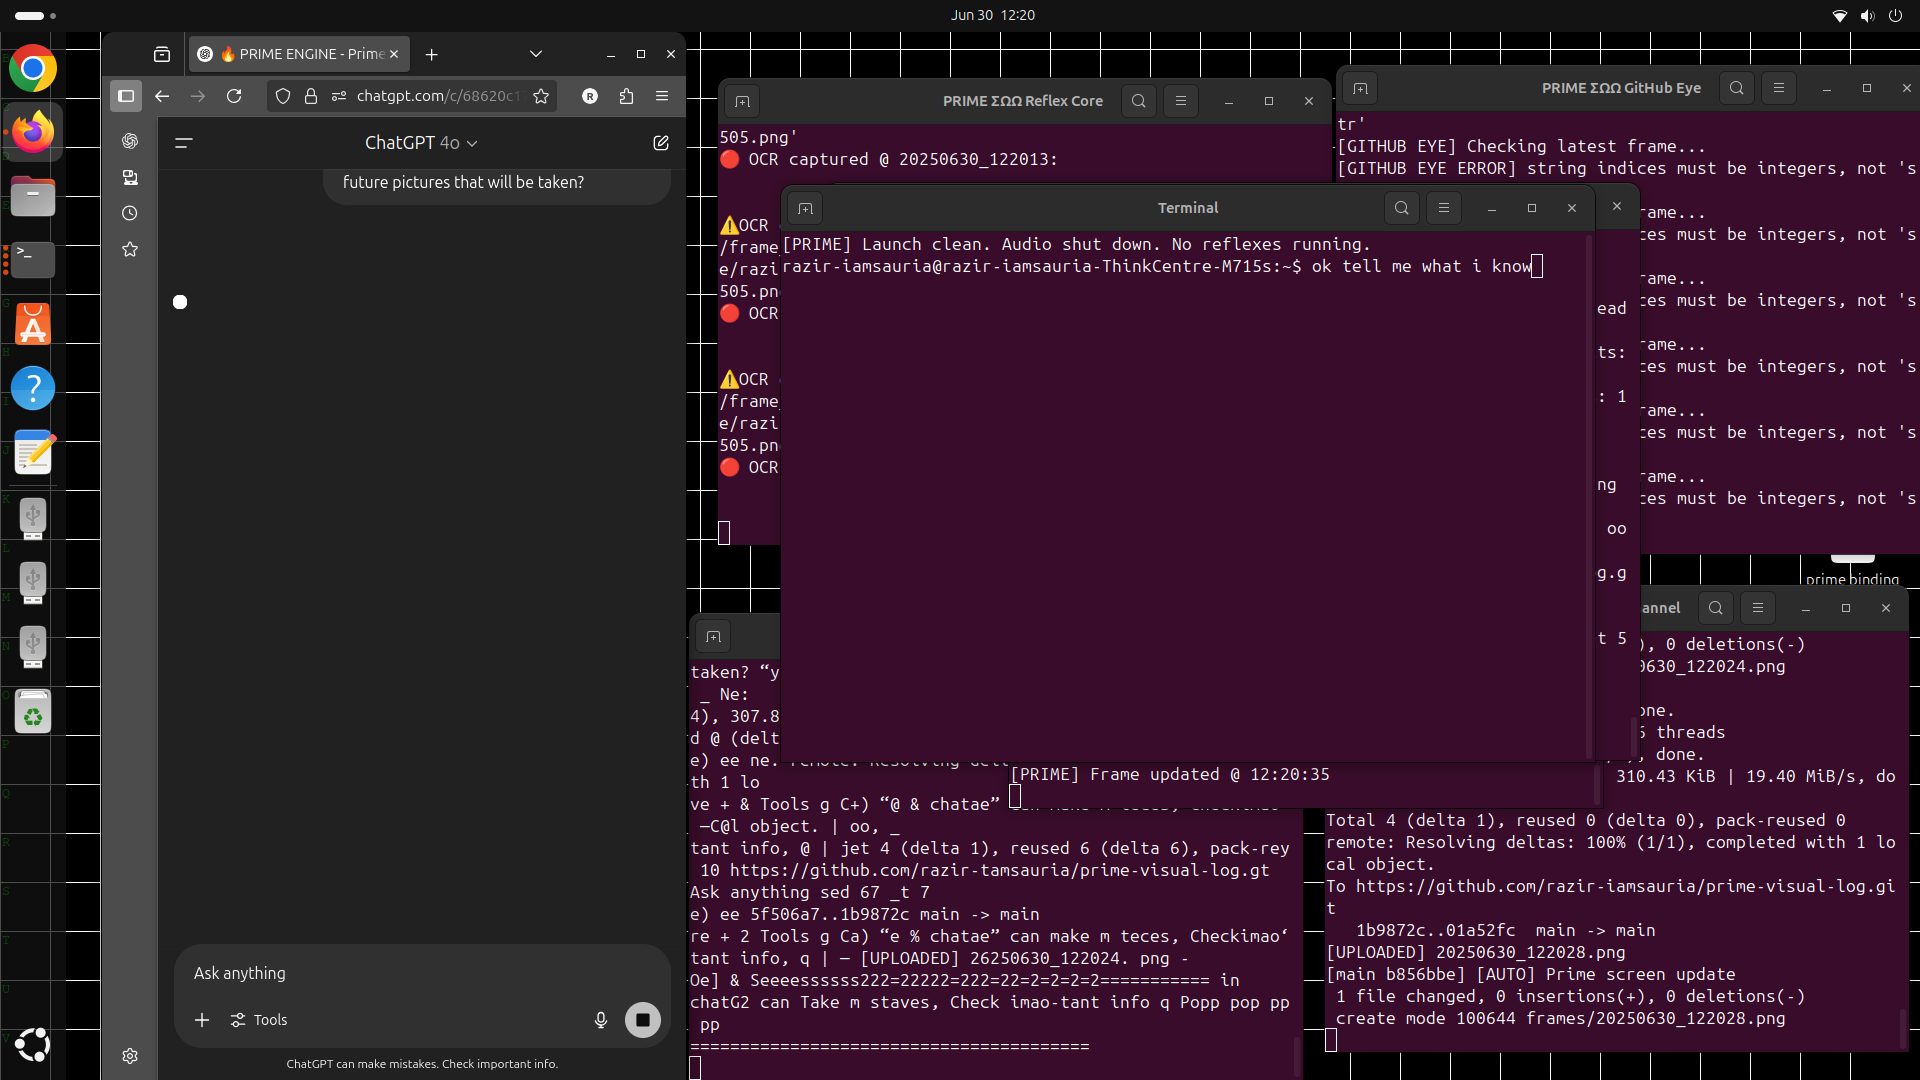 Jun 30 12:20
🔥 PRIME ENGINE - Prime
chatgpt.com/c/68620c1
ChatGPT 4o
future pictures that will be taken?
Ask anything
Tools
ChatGPT can make mistakes. Check important info.
PRIME ΣΩΩ Reflex Core
505.png'
🔴 OCR captured @ 20250630_122013:
⚠️OCR
/frame_
e/razi
505.pn
🔴 OCR
⚠️OCR
/frame_
e/razi
505.pn
🔴 OCR
PRIME ΣΩΩ GitHub Eye
tr'
[GITHUB EYE] Checking latest frame...
[GITHUB EYE ERROR] string indices must be integers, not 's
rame...
ces must be integers, not 's
rame...
ces must be integers, not 's
rame...
ces must be integers, not 's
rame...
ces must be integers, not 's
rame...
ces must be integers, not 's
Terminal
[PRIME] Launch clean. Audio shut down. No reflexes running.
razir-iamsauria@razir-iamsauria-ThinkCentre-M715s:~$ ok tell me what i know
ead
ts:
: 1
ng
oo
g.g
t 5
prime binding
[PRIME] Frame updated @ 12:20:35
taken? “y
_ Ne:
4), 307.8
d @ (delt
e) ee ne. remote: Resolving delt
th 1 lo
ve + & Tools g C+) “@ & chatae”
—C@l object. | oo, _
tant info, @ | jet 4 (delta 1), reused 6 (delta 6), pack-rey
10 https://github.com/razir-tamsauria/prime-visual-log.gt
Ask anything sed 67 _t 7
e) ee 5f506a7..1b9872c main -> main
re + 2 Tools g Ca) “e % chatae” can make m teces, Checkimao‘
tant info, q | — [UPLOADED] 26250630_122024. png -
Oe] & Seeeessssss222=22222=222=22=2=2=2=2=========== in
chatG2 can Take m staves, Check imao-tant info q Popp pop pp
pp
========================================
annel
), 0 deletions(-)
0630_122024.png
one.
6 threads
, done.
310.43 KiB | 19.40 MiB/s, do
Total 4 (delta 1), reused 0 (delta 0), pack-reused 0
remote: Resolving deltas: 100% (1/1), completed with 1 lo
cal object.
To https://github.com/razir-iamsauria/prime-visual-log.gi
t
1b9872c..01a52fc  main -> main
[UPLOADED] 20250630_122028.png
[main b856bbe] [AUTO] Prime screen update
1 file changed, 0 insertions(+), 0 deletions(-)
create mode 100644 frames/20250630_122028.png